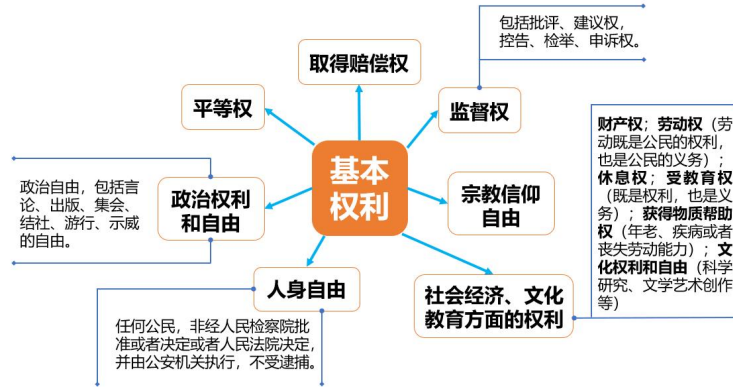 包括批评、建议权，
控告、检举、申诉权。
取得赔偿权
平等权
监督权
基本
权利
政治自由，包括言
论、出版、集会、
结社、游行、示威
的自由。
政治权利
和自由
宗教信仰
自由
财产权；劳动权（劳
动既是公民的权利，
也是公民的义务）；
休息权；受教育权
（既是权利，也是义
务）；获得物质帮助
权（年老、疾病或者
丧失劳动能力）；文
化权利和自由（科学
研究、文学艺术创作
等）
人身自由
社会经济、文化
教育方面的权利
任何公民，非经人民检察院批
准或者决定或者人民法院决定，
并由公安机关执行，不受逮捕。